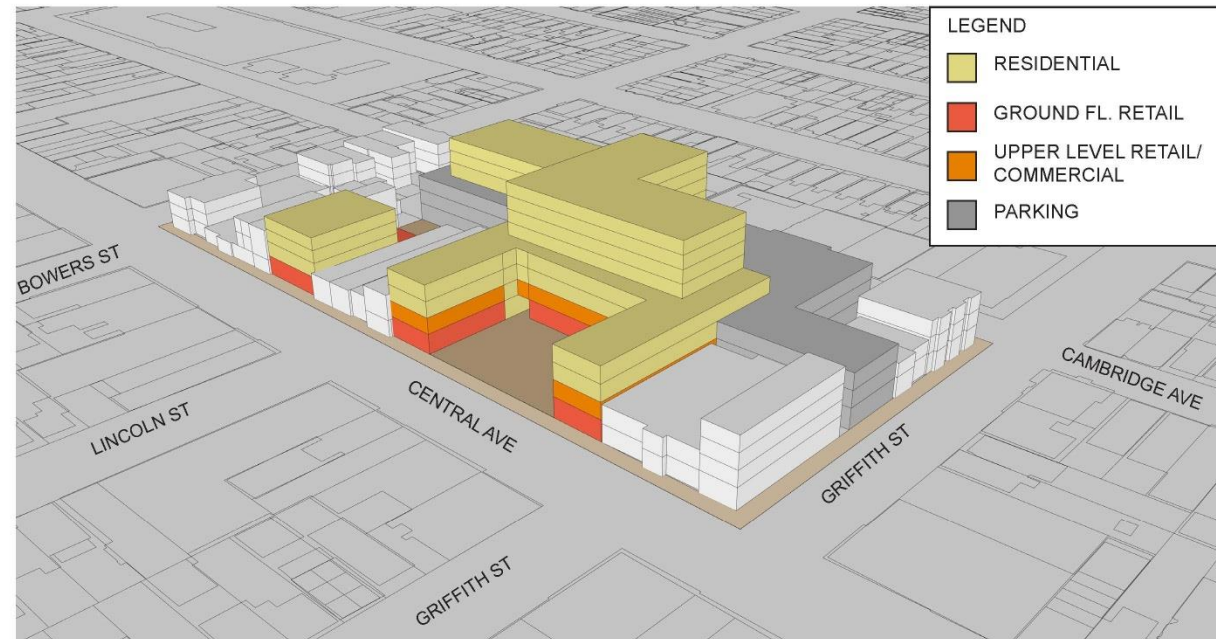 LEGEND
RESIDENTIAL
GROUND FL. RETAIL
UPPER LEVEL RETAIL/
COMMERCIAL
PARKING
BOWERS ST
LINCOLN ST
CENTRAL AVE
GRIFFITH ST
GRIFFITH ST
CAMBRIDGE AVE